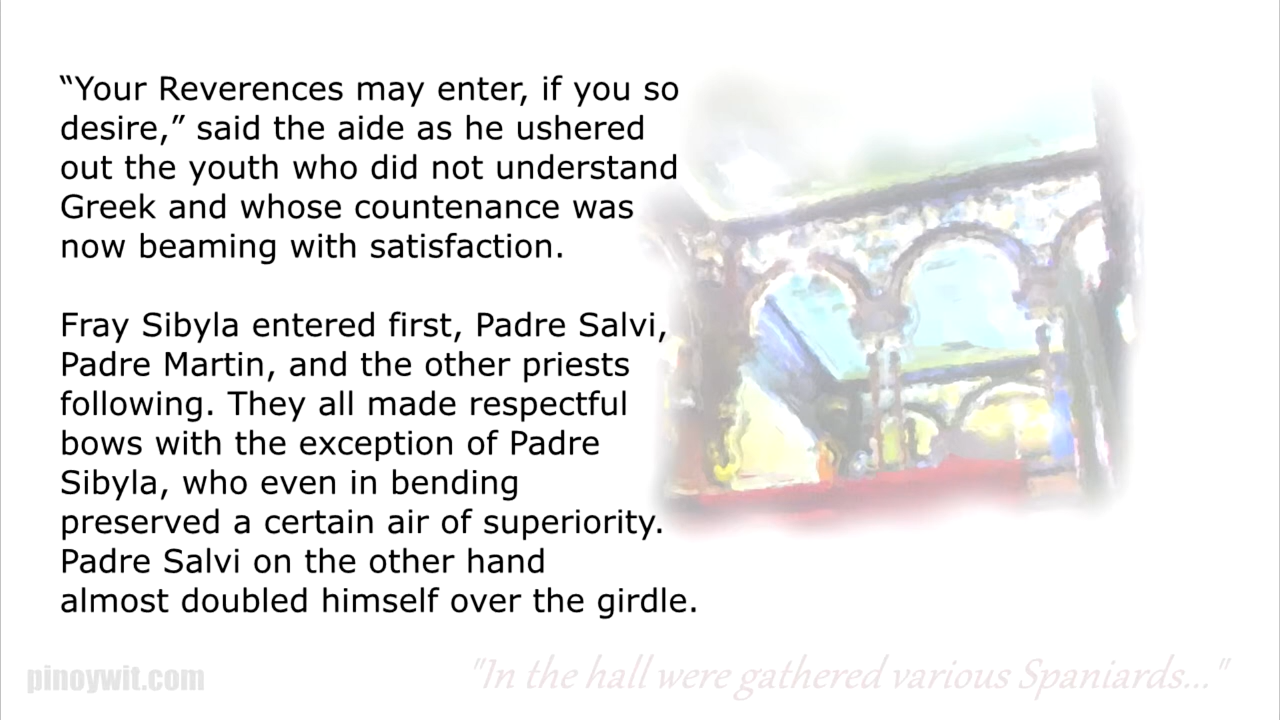 “Your Reverences may enter, if you so
desire,” said the aide as he ushered
out the youth who did not understand
Greek and whose countenance was
now beaming with satisfaction.
Fray Sibyla entered first, Padre Salvi,
Padre Martin, and the other priests
following. They all made respectful
bows with the exception of Padre
Sibyla, who even in bending
preserved a certain air of superiority.
Padre Salvi on the other hand
almost doubled himself over the girdle.
pinoywit.com
"In the hall were gathered various Spaniards..."